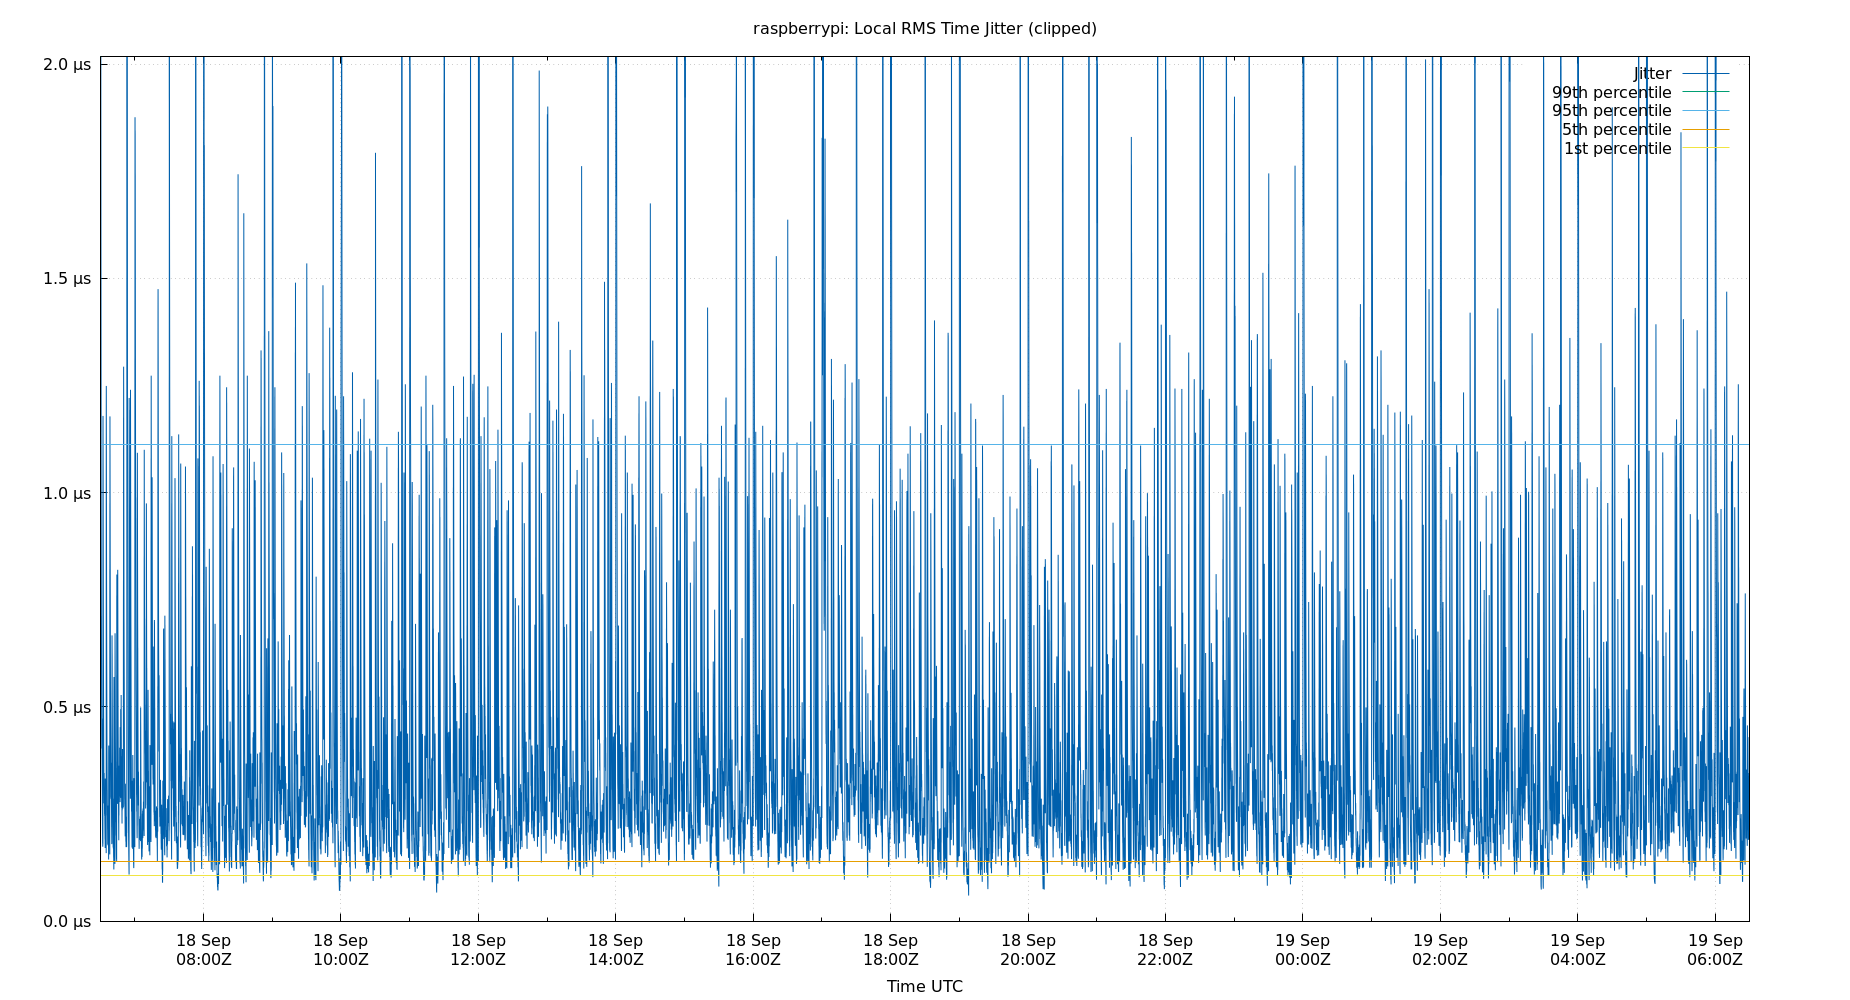 raspberrypi: Local RMS Time Jitter (clipped)
2.0 µs
1.5 µs
1.0 µs
0.5 µs
0.0 µs
Jitter
99th percentile
95th percentile
5th percentile
1st percentile
18 Sep 18 Sep 18 Sep 18 Sep 18 Sep 18 Sep 18 Sep 18 Sep 19 Sep 19 Sep 19 Sep 19 Sep
08:00Z 10:00Z 12:00Z 14:00Z 16:00Z 18:00Z 20:00Z 22:00Z 00:00Z 02:00Z 04:00Z 06:00Z
Time UTC